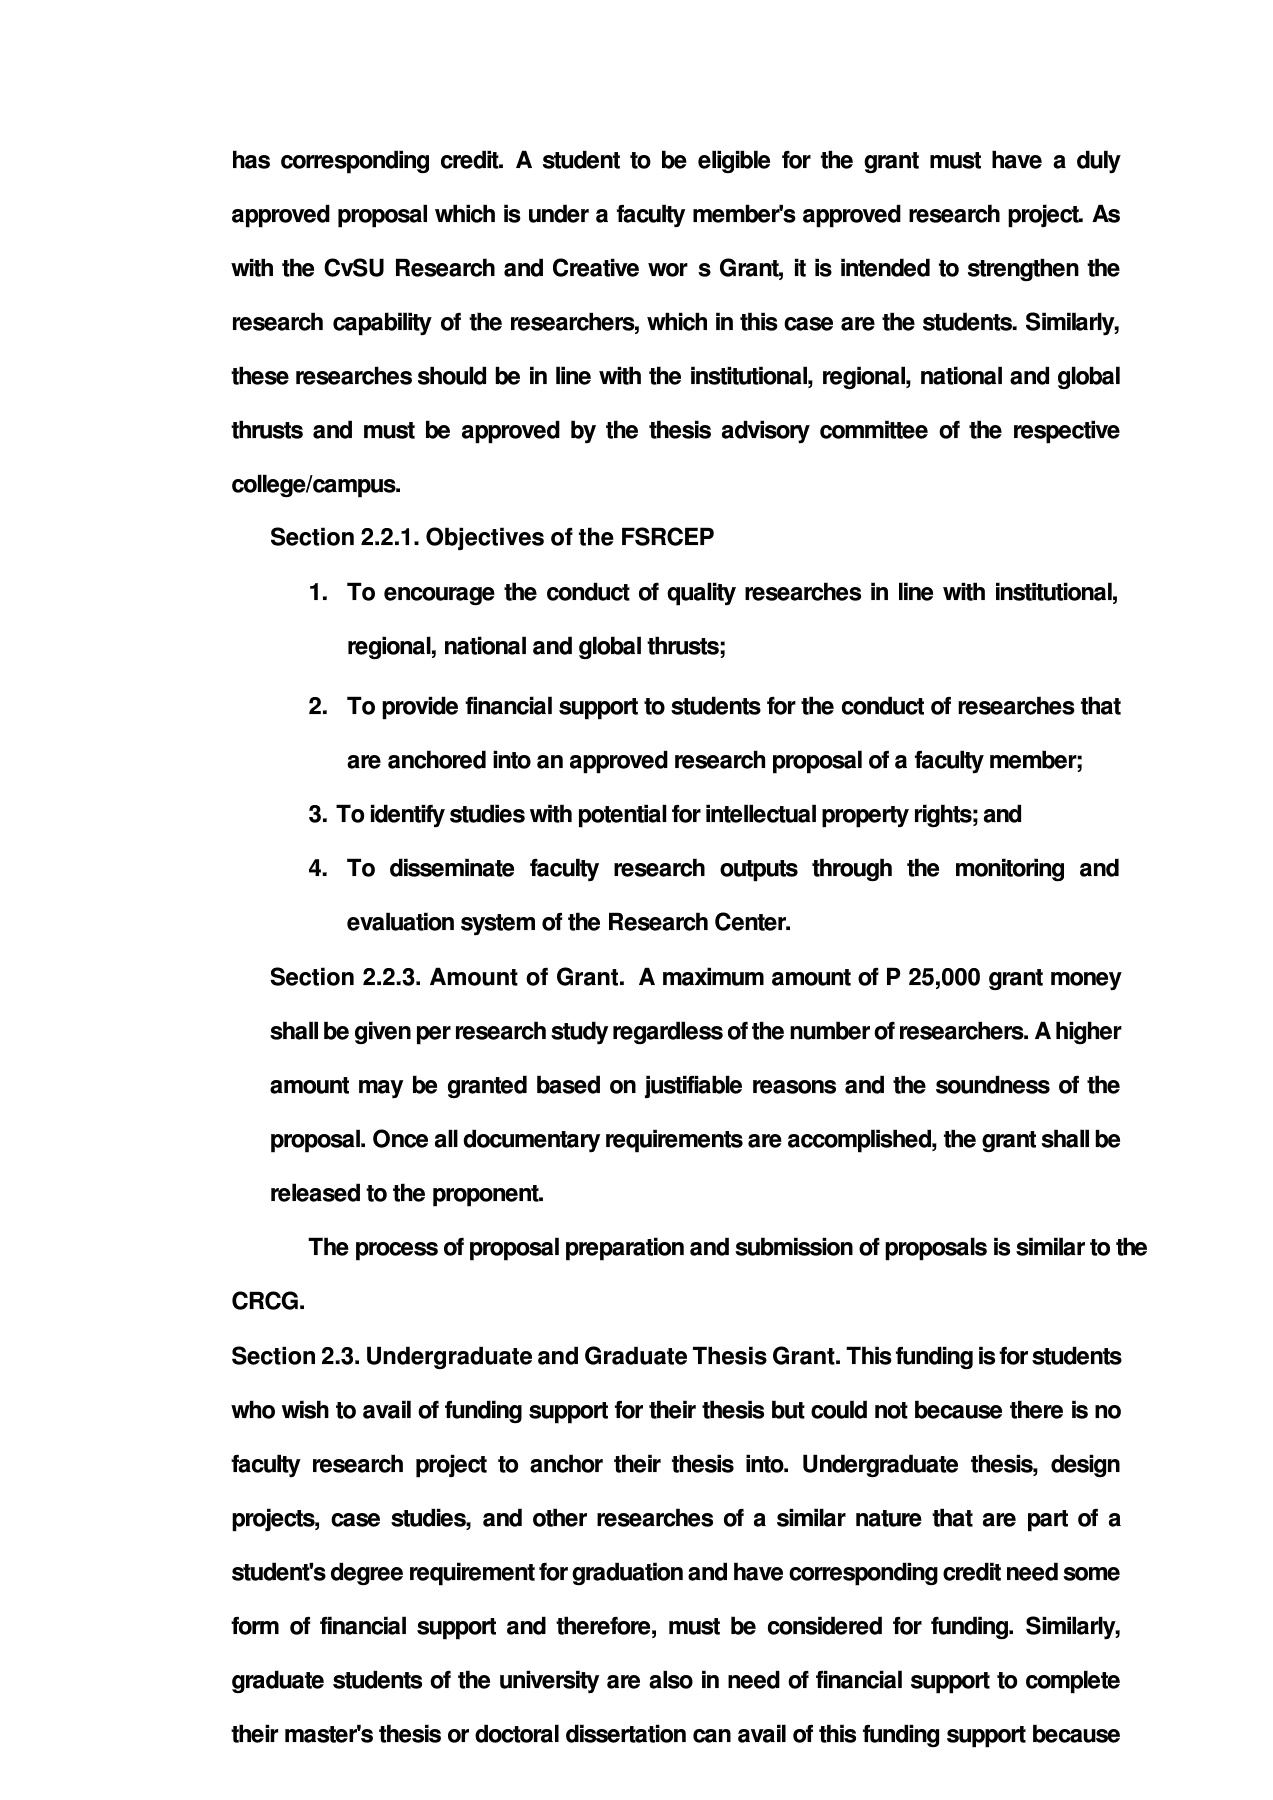 has corresponding credit. A student to be eligible for the grant must have a duly
approved proposal which is under a faculty member's approved research project. As
with the CvSU Research and Creative wor s Grant, it is intended to strengthen the
research capability of the researchers, which in this case are the students. Similarly,
these researches should be in line with the institutional, regional, national and global
thrusts and must be approved by the thesis advisory committee of the respective
college/campus.
Section 2.2.1. Objectives of the FSRCEP
1. To encourage the conduct of quality researches in line with institutional,
regional, national and global thrusts;
2. To provide financial support to students for the conduct of researches that
are anchored into an approved research proposal of a faculty member;
3. To identify studies with potential for intellectual property rights; and
4. To disseminate faculty research outputs through the monitoring and
evaluation system of the Research Center.
Section 2.2.3. Amount of Grant. A maximum amount of P 25,000 grant money
shall be given per research study regardless of the number of researchers. A higher
amount may be granted based on justifiable reasons and the soundness of the
proposal. Once all documentary requirements are accomplished, the grant shall be
released to the proponent.
The process of proposal preparation and submission of proposals is similar to the
CRCG.
Section 2.3. Undergraduate and Graduate Thesis Grant. This funding is for students
who wish to avail of funding support for their thesis but could not because there is no
faculty research project to anchor their thesis into. Undergraduate thesis, design
projects, case studies, and other researches of a similar nature that are part of a
student's degree requirement for graduation and have corresponding credit need some
form of financial support and therefore, must be considered for funding. Similarly,
graduate students of the university are also in need of financial support to complete
their master's thesis or doctoral dissertation can avail of this funding support because